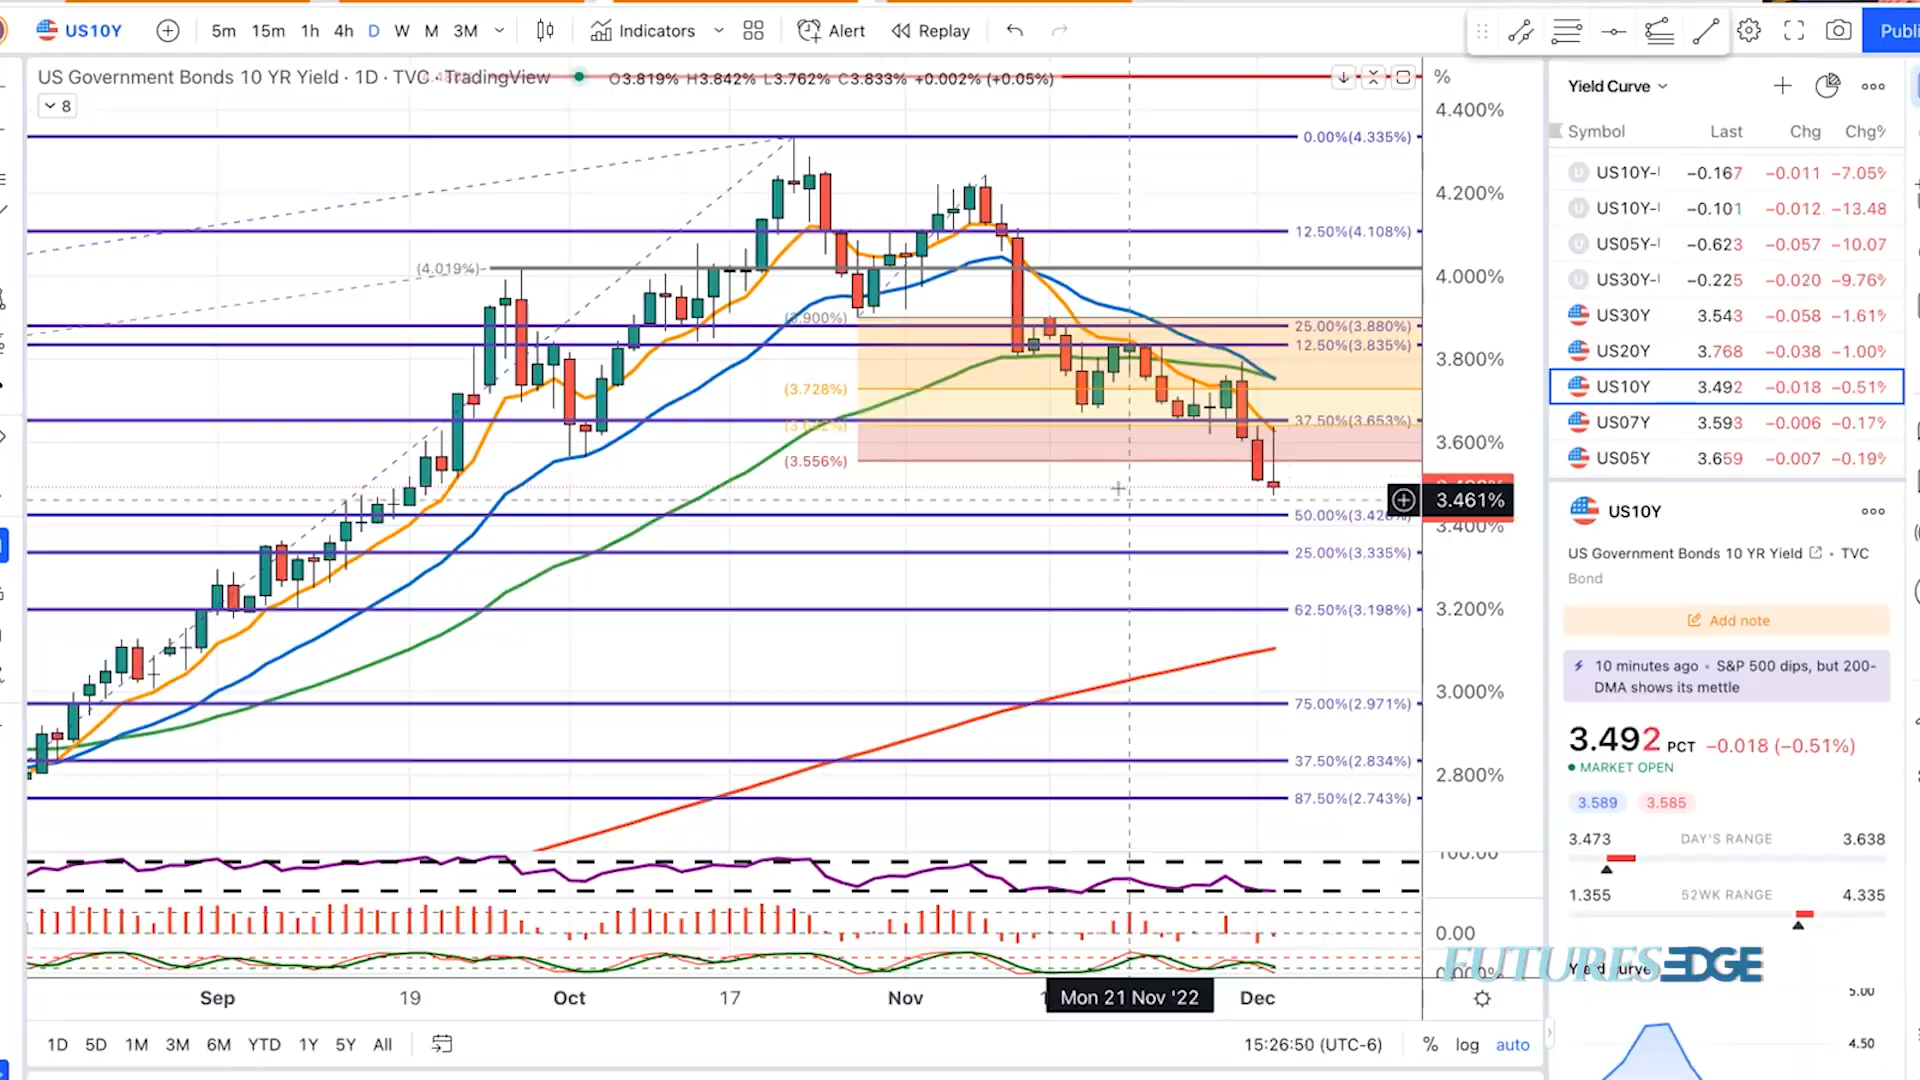 US10Y 5m 15m 1h 4h D W M 3M Indicators Alert Replay
US Government Bonds 10 YR Yield · 1D · TVC · TradingView O3.819% H3.842% L3.762% C3.833% +0.002% (+0.05%) %
8
4.400%
0.00%(4.335%)
4.200%
12.50%(4.108%)
(4.019%) 4.000%
(3.900%)
25.00%(3.880%)
12.50%(3.835%)
3.800%
(3.728%)
37.50%(3.653%)
3.600%
(3.556%)
3.461%
50.00%
3.400%
25.00%(3.335%)
62.50%(3.198%) 3.200%
3.000%
75.00%(2.971%)
37.50%(2.834%)
2.800%
87.50%(2.743%)
100.00
0.00
Sep 19 Oct 17 Nov Mon 21 Nov '22 Dec
1D 5D 1M 3M 6M YTD 1Y 5Y All 15:26:50 (UTC-6) % log auto
Yield Curve
Symbol Last Chg Chg%
US10Y- −0.167 −0.011 −7.05%
US10Y- −0.101 −0.012 −13.48
US05Y- −0.623 −0.057 −10.07
US30Y- −0.225 −0.020 −9.76%
US30Y 3.543 −0.058 −1.61%
US20Y 3.768 −0.038 −1.00%
US10Y 3.492 −0.018 −0.51%
US07Y 3.593 −0.006 −0.17%
US05Y 3.659 −0.007 −0.19%
US10Y
US Government Bonds 10 YR Yield • TVC
Bond
Add note
10 minutes ago • S&P 500 dips, but 200-
DMA shows its mettle
3.492 PCT −0.018 (−0.51%)
MARKET OPEN
3.589 3.585
3.473 DAY'S RANGE 3.638
1.355 52WK RANGE 4.335
FUTURES EDGE
Yield Curve
5.00
4.50